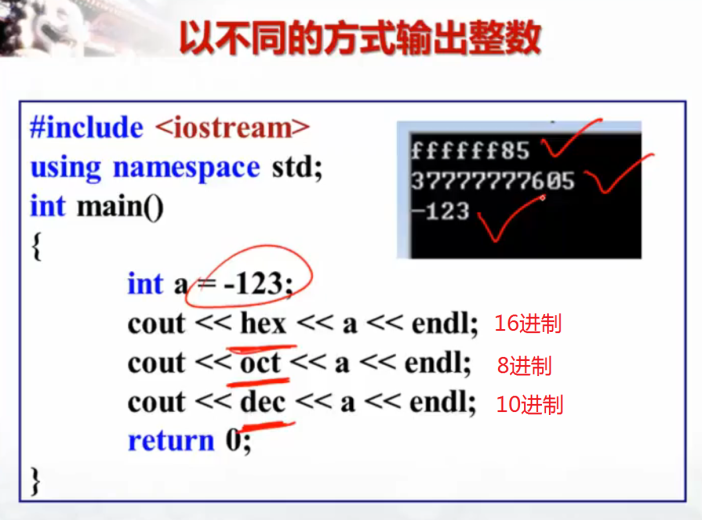 以不同的方式输出整数
#include <iostream>
using namespace std;
int main()
{
int a = -123;
cout << hex << a << endl; 16进制
cout << oct << a << endl; 8进制
cout << dec << a << endl; 10进制
return 0;
}
ffffff85
37777777605
-123